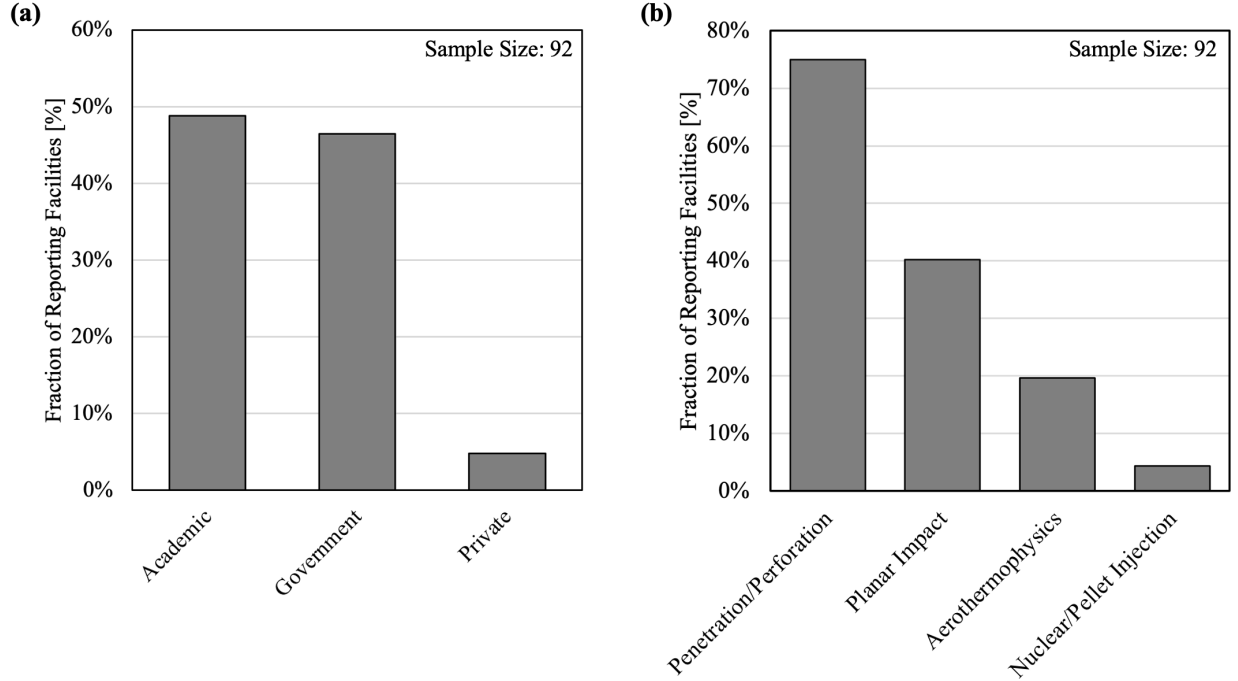 (a)
Fraction of Reporting Facilities [%]
60%
50%
40%
30%
20%
10%
0%
Sample Size: 92
Academic
Government
Private
(b)
Fraction of Reporting Facilities [%]
80%
70%
60%
50%
40%
30%
20%
10%
0%
Sample Size: 92
Penetration/Perforation
Planar Impact
Aerothermophysics
Nuclear/Pellet Injection